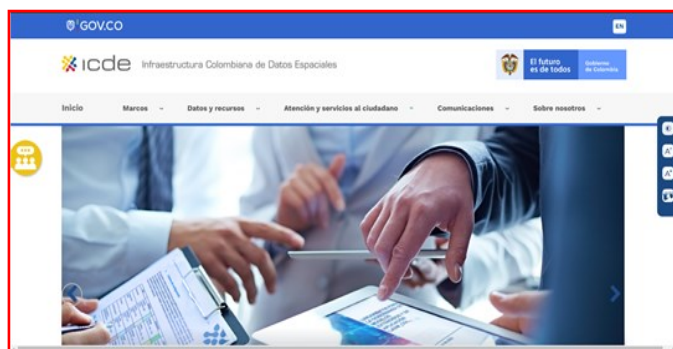 GOV.CO
EN
icde Infraestructura Colombiana de Datos Espaciales
El futuro
es de todos
Gobierno
de Colombia
Inicio Marcos Datos y recursos Atención y servicios al ciudadano Comunicaciones Sobre nosotros
A-
A+